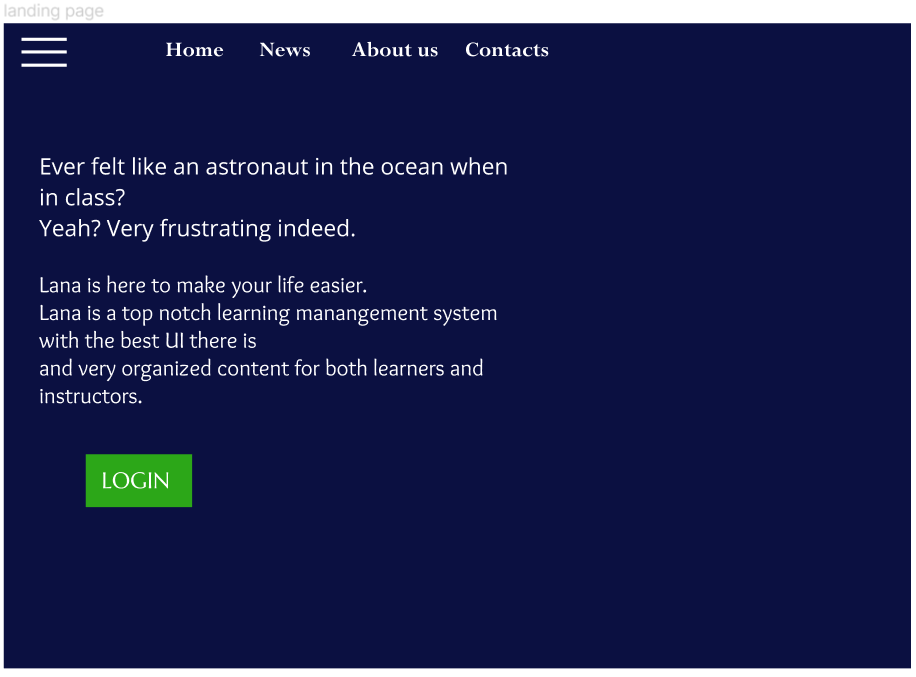 landing page
Home News About us Contacts
Ever felt like an astronaut in the ocean when
in class?
Yeah? Very frustrating indeed.
Lana is here to make your life easier.
Lana is a top notch learning manangement system
with the best UI there is
and very organized content for both learners and
instructors.
LOGIN